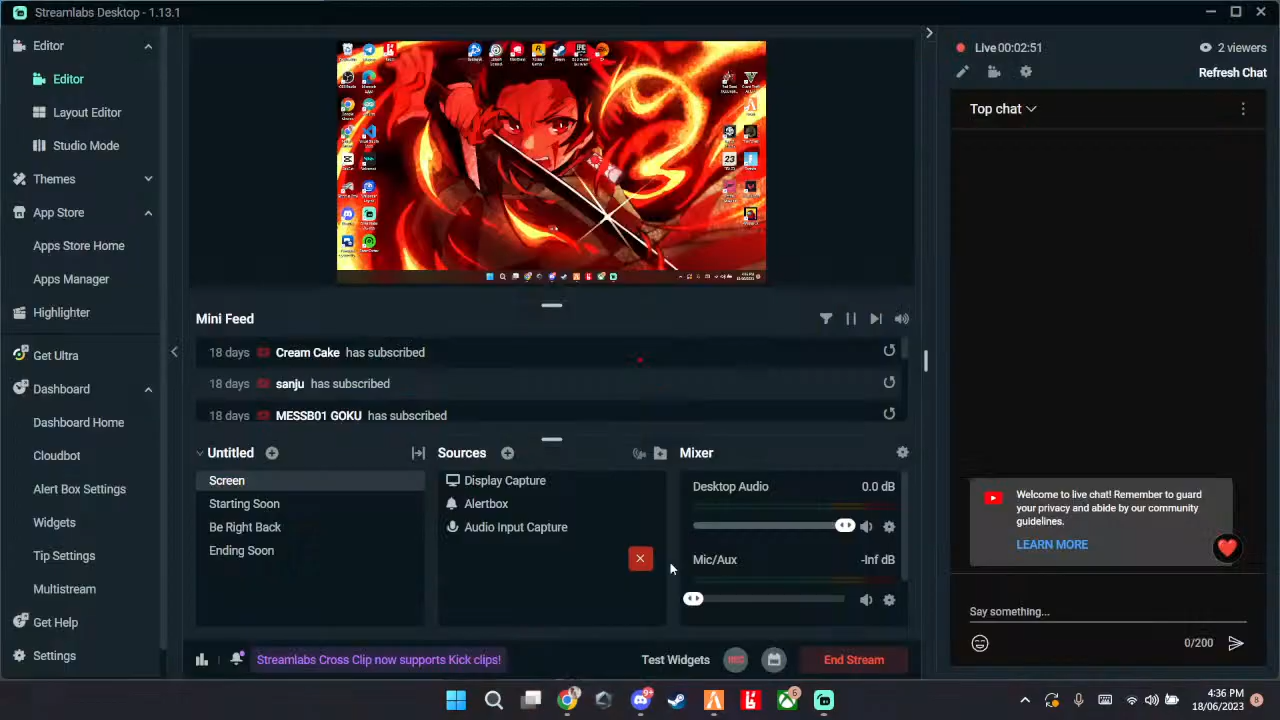 Streamlabs Desktop - 1.13.1
Editor
Editor
Layout Editor
Studio Mode
Themes
App Store
Apps Store Home
Apps Manager
Highlighter
Get Ultra
Dashboard
Dashboard Home
Cloudbot
Alert Box Settings
Widgets
Tip Settings
Multistream
Get Help
Settings
Mini Feed
18 days Cream Cake has subscribed
18 days sanju has subscribed
18 days MESSB01 GOKU has subscribed
Untitled
Screen
Starting Soon
Be Right Back
Ending Soon
Sources
Display Capture
Alertbox
Audio Input Capture
Mixer
Desktop Audio 0.0 dB
Mic/Aux -Inf dB
Streamlabs Cross Clip now supports Kick clips!
Test Widgets
REC
End Stream
Live 00:02:51
2 viewers
Refresh Chat
Top chat
Welcome to live chat! Remember to guard
your privacy and abide by our community
guidelines.
LEARN MORE
Say something...
0/200
9+
6
4:36 PM
18/06/2023
8